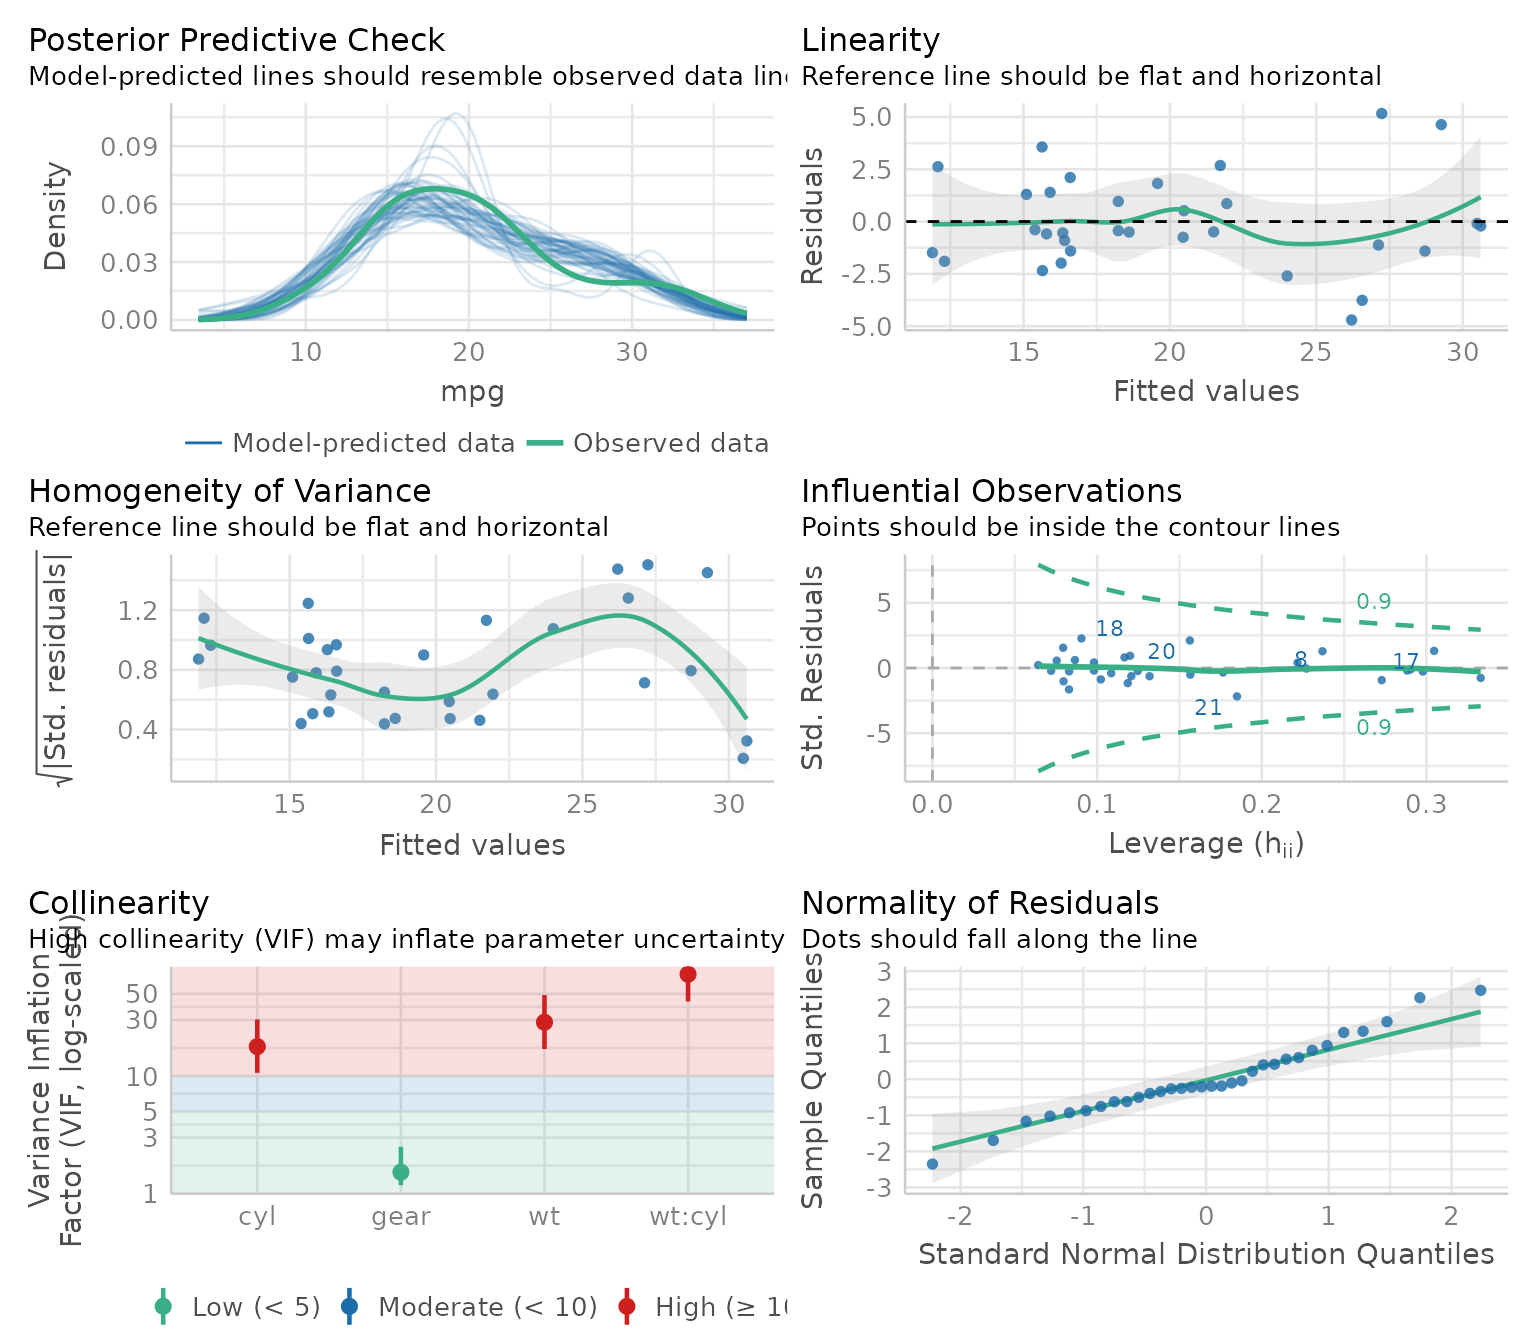 Posterior Predictive Check
Model-predicted lines should resemble observed data lin
Density
0.09
0.06
0.03
0.00
10 20 30
mpg
Model-predicted data Observed data
Linearity
Reference line should be flat and horizontal
Residuals
5.0
2.5
0.0
-2.5
-5.0
15 20 25 30
Fitted values
Homogeneity of Variance
Reference line should be flat and horizontal
√|Std. residuals|
1.2
0.8
0.4
15 20 25 30
Fitted values
Influential Observations
Points should be inside the contour lines
Std. Residuals
5
0
-5
0.9
18
20
8
17
21
0.9
0.0 0.1 0.2 0.3
Leverage (hii)
Collinearity
High collinearity (VIF) may inflate parameter uncertainty
Variance Inflation
Factor (VIF, log-scaled)
50
30
10
5
3
1
cyl gear wt wt:cyl
Low (< 5) Moderate (< 10) High (≥ 10
Normality of Residuals
Dots should fall along the line
Sample Quantiles
3
2
1
0
-1
-2
-3
-2 -1 0 1 2
Standard Normal Distribution Quantiles